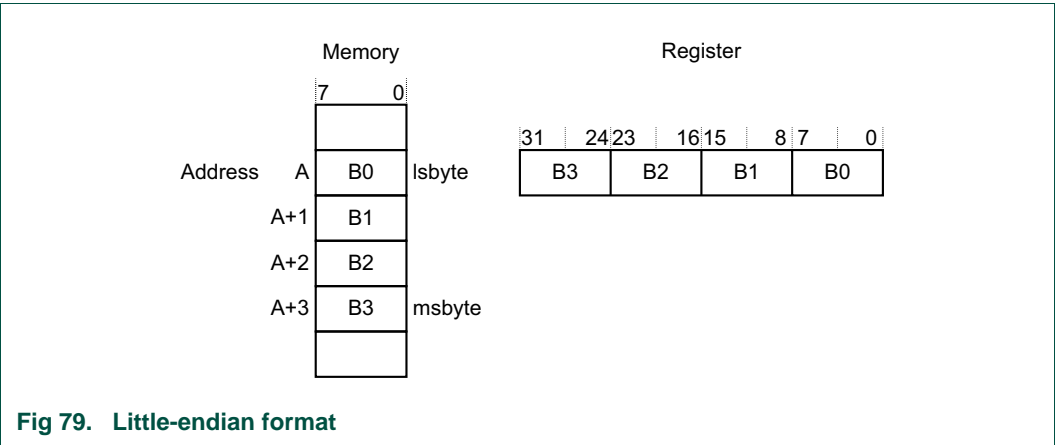 Memory Register
7 0
31 24 23 16 15 8 7 0
Address A B0 lsbyte B3 B2 B1 B0
A+1 B1
A+2 B2
A+3 B3 msbyte
Fig 79. Little-endian format